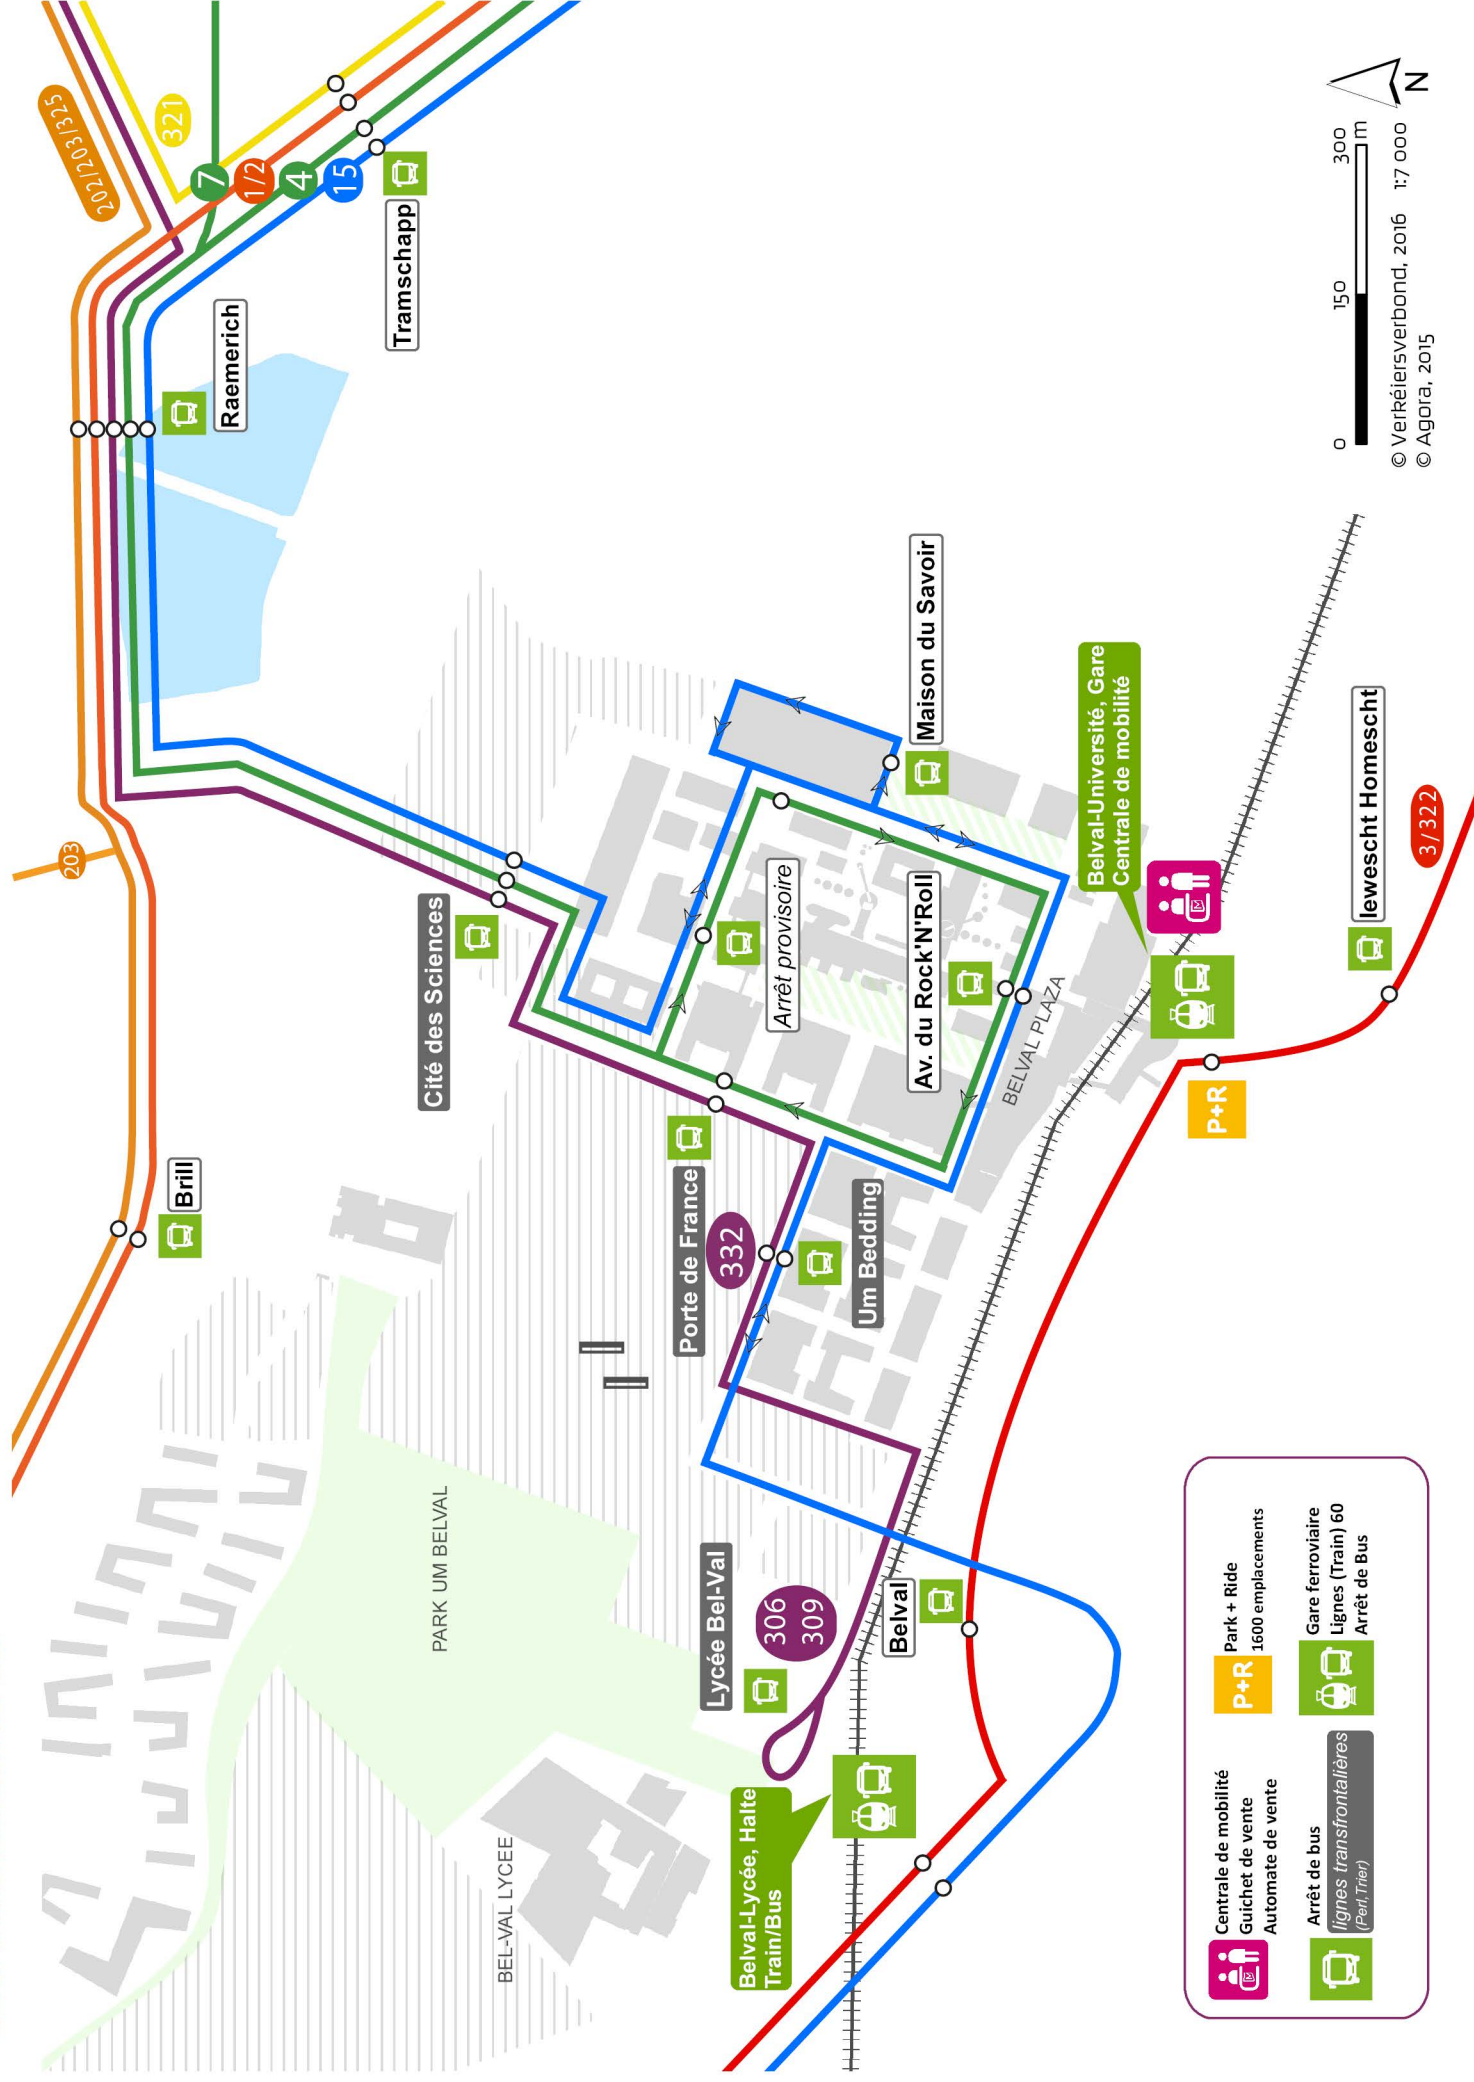 202/203/325
321
7
1/2
4
15
Tramschapp
Raemerich
203
Brill
Cité des Sciences
Maison du Savoir
Arrêt provisoire
Av. du Rock'N'Roll
Porte de France
332
Um Bedding
BELVAL PLAZA
Belval-Université, Gare
Centrale de mobilité
P+R
Iewescht Homescht
3/322
PARK UM BELVAL
Lycée Bel-Val
306
309
Belval
BEL-VAL LYCEE
Belval-Lycée, Halte
Train/Bus
0 150 300
m
N
© Verkéiersverbond, 2016 1:7 000
© Agora, 2015
Centrale de mobilité
Guichet de vente
Automate de vente
P+R
Park + Ride
1600 emplacements
Arrêt de bus
lignes transfrontalières
(Perl,Trier)
Gare ferroviaire
Lignes (Train) 60
Arrêt de Bus